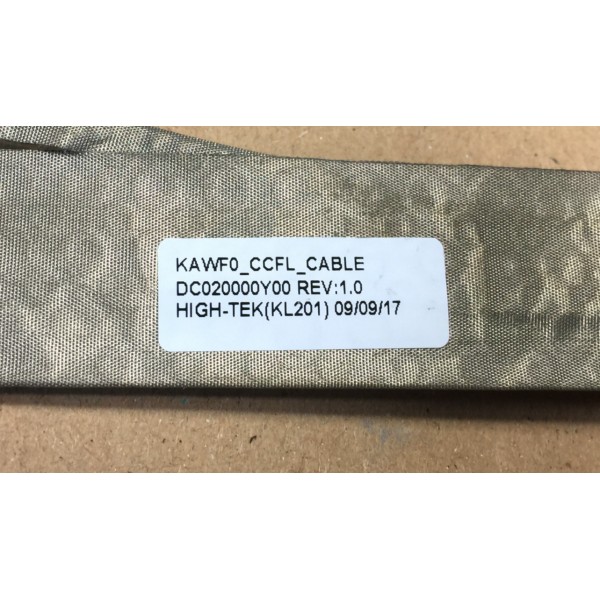 KAWF0_CCFL_CABLE
DC020000Y00 REV:1.0
HIGH-TEK(KL201) 09/09/17